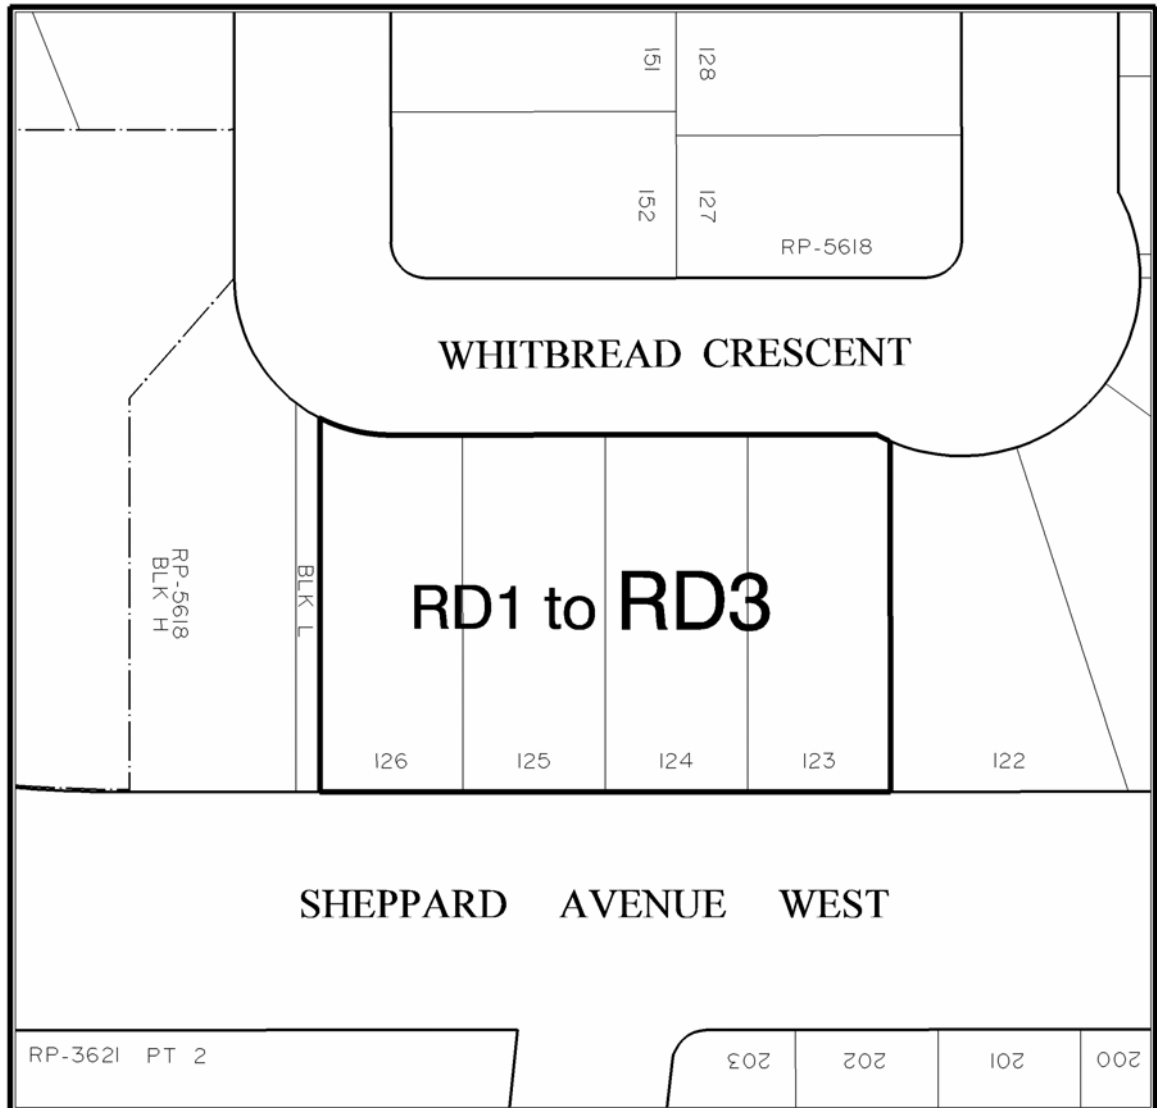 151
128
152
127
RP-5618
WHITBREAD CRESCENT
RP-5618
BLK H
BLK L
RD1 to RD3
126
125
124
123
122
SHEPPARD AVENUE WEST
RP-3621 PT 2
203
202
201
200